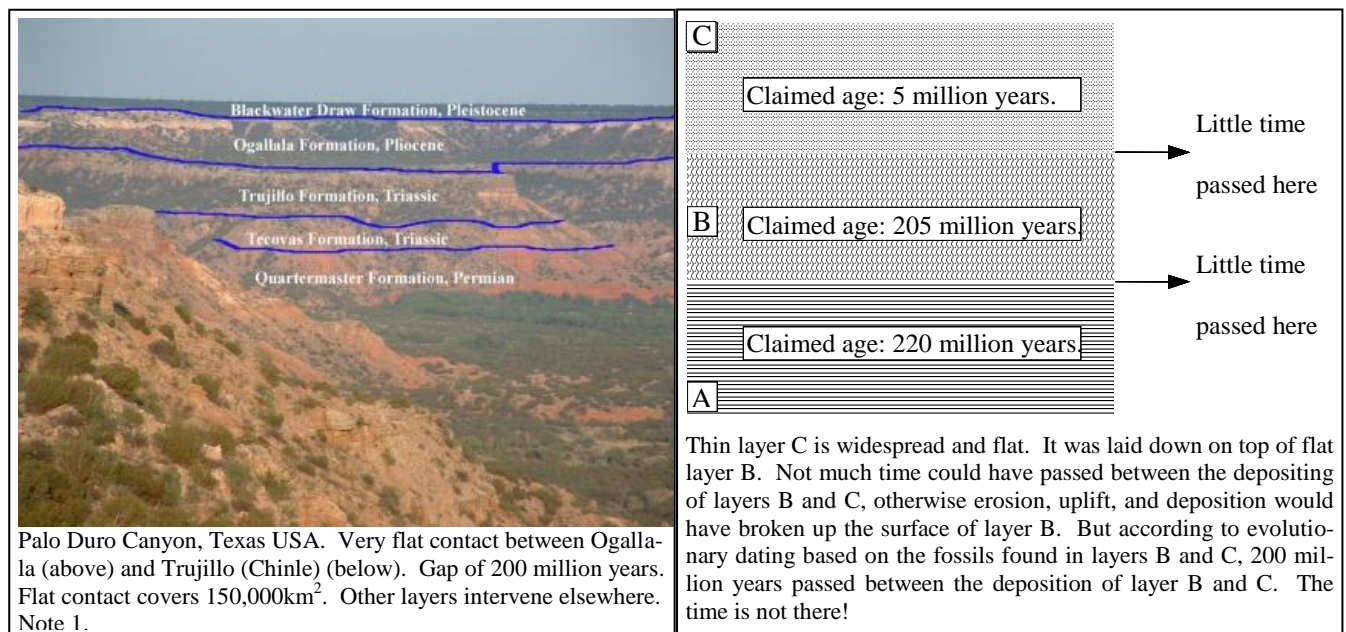 Blackwater Draw Formation, Pleistocene
Ogallala Formation, Pliocene
Trujillo Formation, Triassic
Tecovas Formation, Triassic
Quartermaster Formation, Permian
Palo Duro Canyon, Texas USA.  Very flat contact between Ogalla-
la (above) and Trujillo (Chinle) (below).  Gap of 200 million years.
Flat contact covers 150,000km².  Other layers intervene elsewhere.
Note 1.
C
Claimed age: 5 million years.
Little time
passed here
B
Claimed age: 205 million years.
Little time
passed here
Claimed age: 220 million years.
A
Thin layer C is widespread and flat.  It was laid down on top of flat
layer B.  Not much time could have passed between the depositing
of layers B and C, otherwise erosion, uplift, and deposition would
have broken up the surface of layer B.  But according to evolutio-
nary dating based on the fossils found in layers B and C, 200 mil-
lion years passed between the deposition of layer B and C.  The
time is not there!